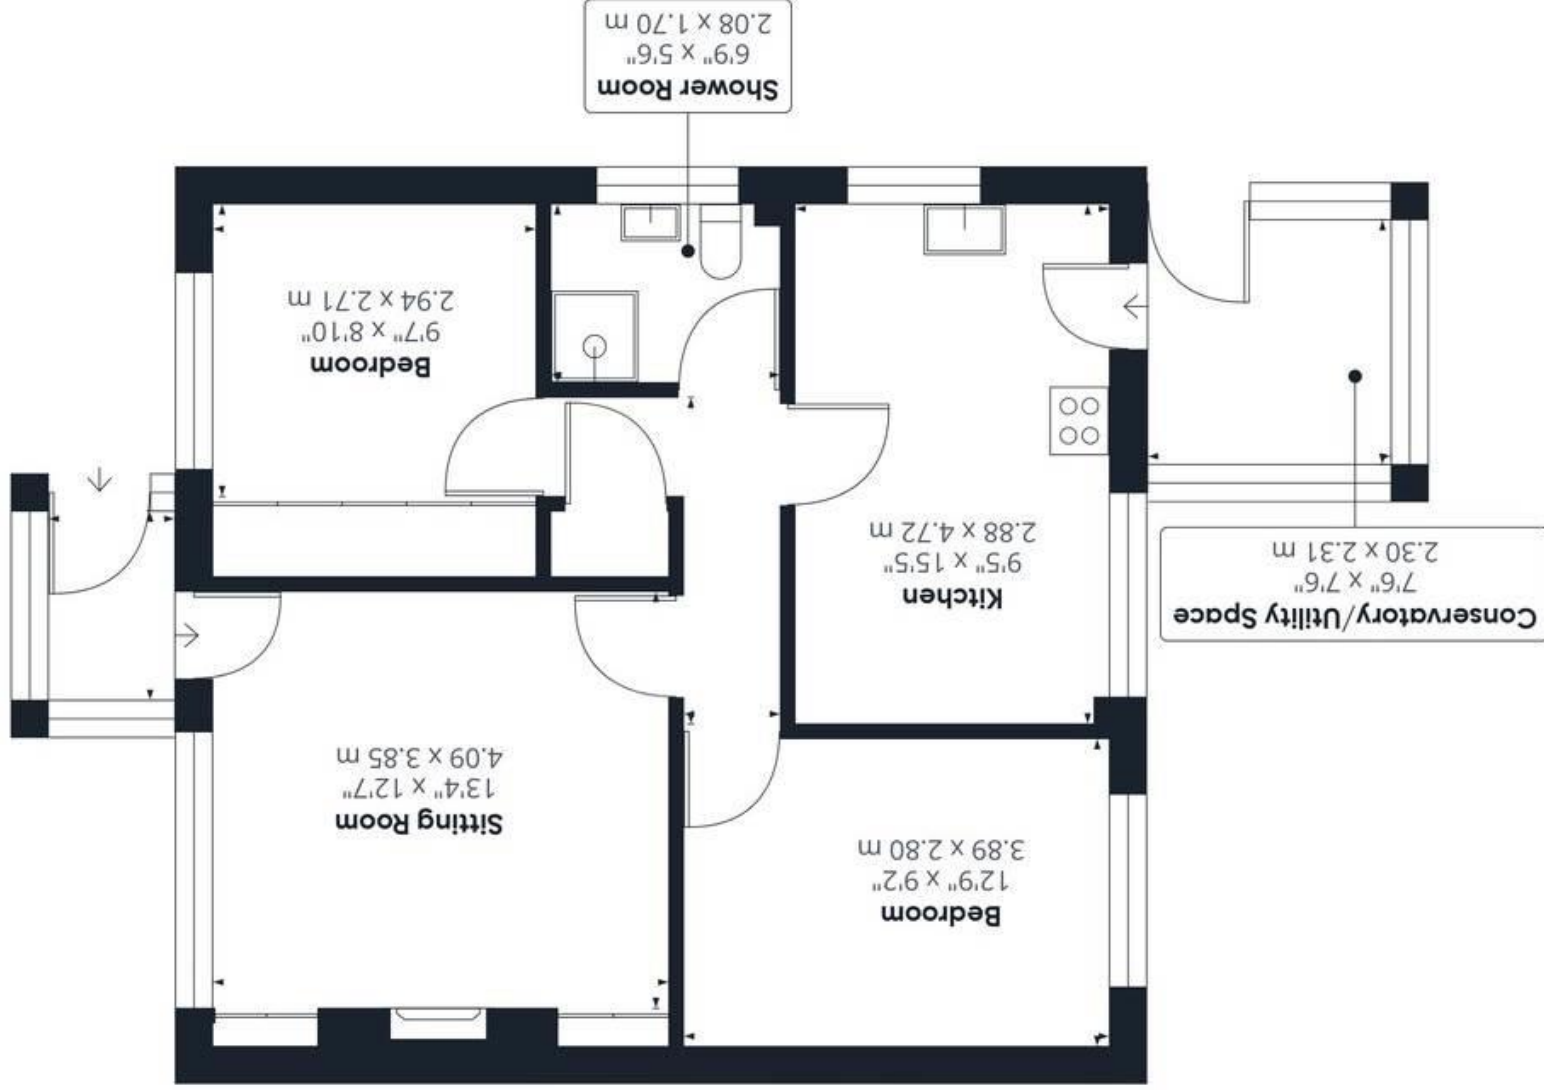 Bedroom
12'9" x 9'2"
3.89 x 2.80 m
Sitting Room
13'4" x 12'7"
4.09 x 3.85 m
Conservatory/Utility Space
7'6" x 7'6"
2.30 x 2.31 m
Kitchen
9'5" x 15'5"
2.88 x 4.72 m
Bedroom
9'7" x 8'10"
2.94 x 2.71 m
Shower Room
6'9" x 5'6"
2.08 x 1.70 m